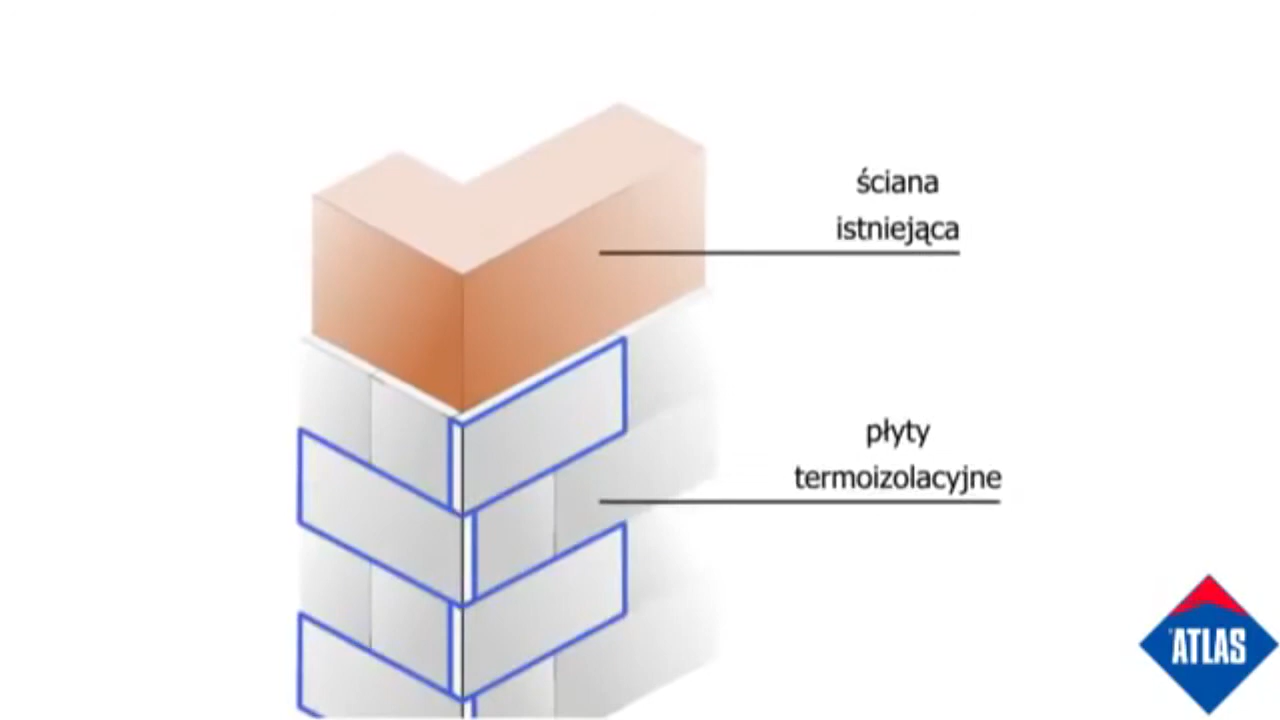 ściana
istniejąca
płyty
termoizolacyjne
ATLAS